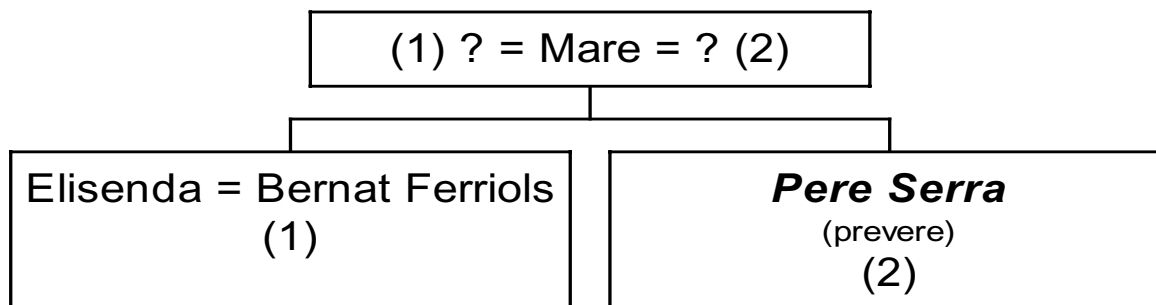 (1) ? = Mare = ? (2)
Elisenda = Bernat Ferriols
(1)
Pere Serra
(prevere)
(2)